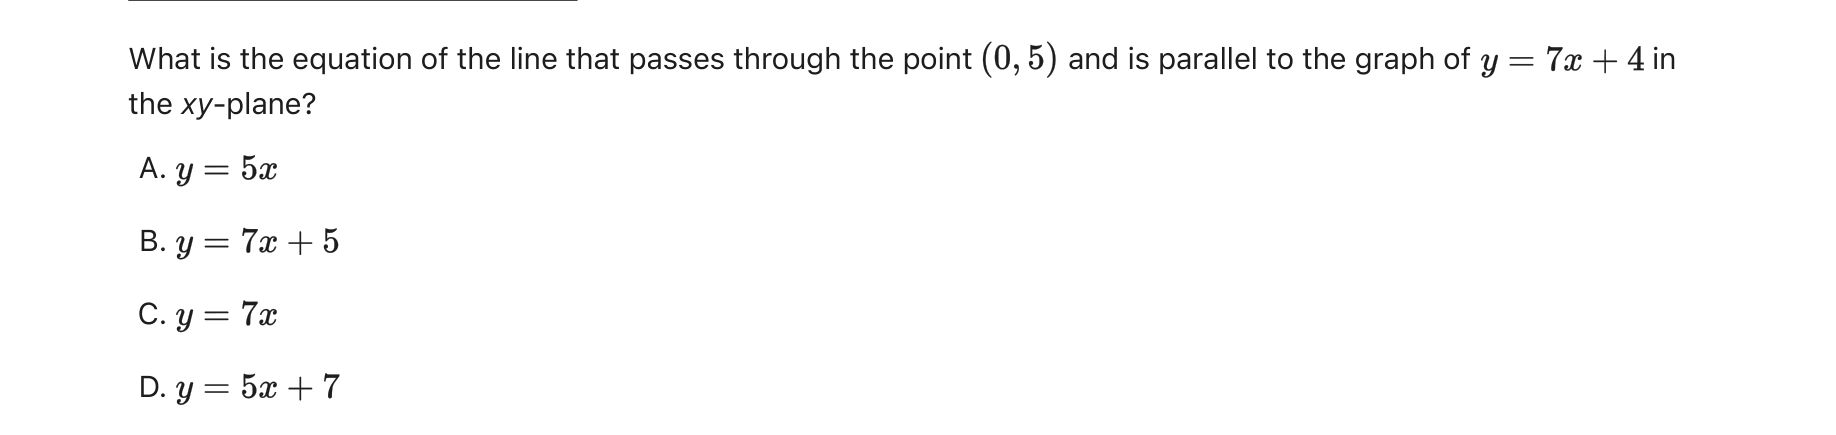 What is the equation of the line that passes through the point (0, 5) and is parallel to the graph of y = 7x + 4 in
the xy-plane?
A. y = 5x
B. y = 7x + 5
C. y = 7x
D. y = 5x + 7